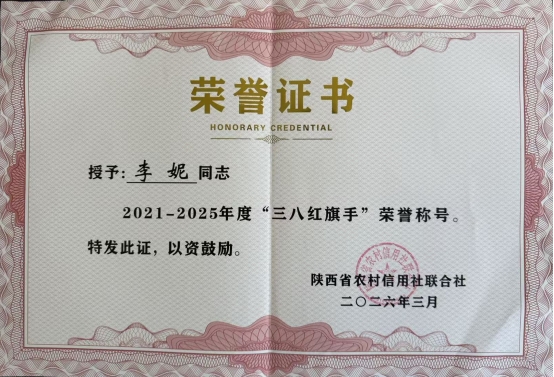 荣誉证书
HONORARY CREDENTIAL
授予:李妮同志
2021-2025年度“三八红旗手”荣誉称号。
特发此证，以资鼓励。
陕西省农村信用社联合社
二〇二六年三月